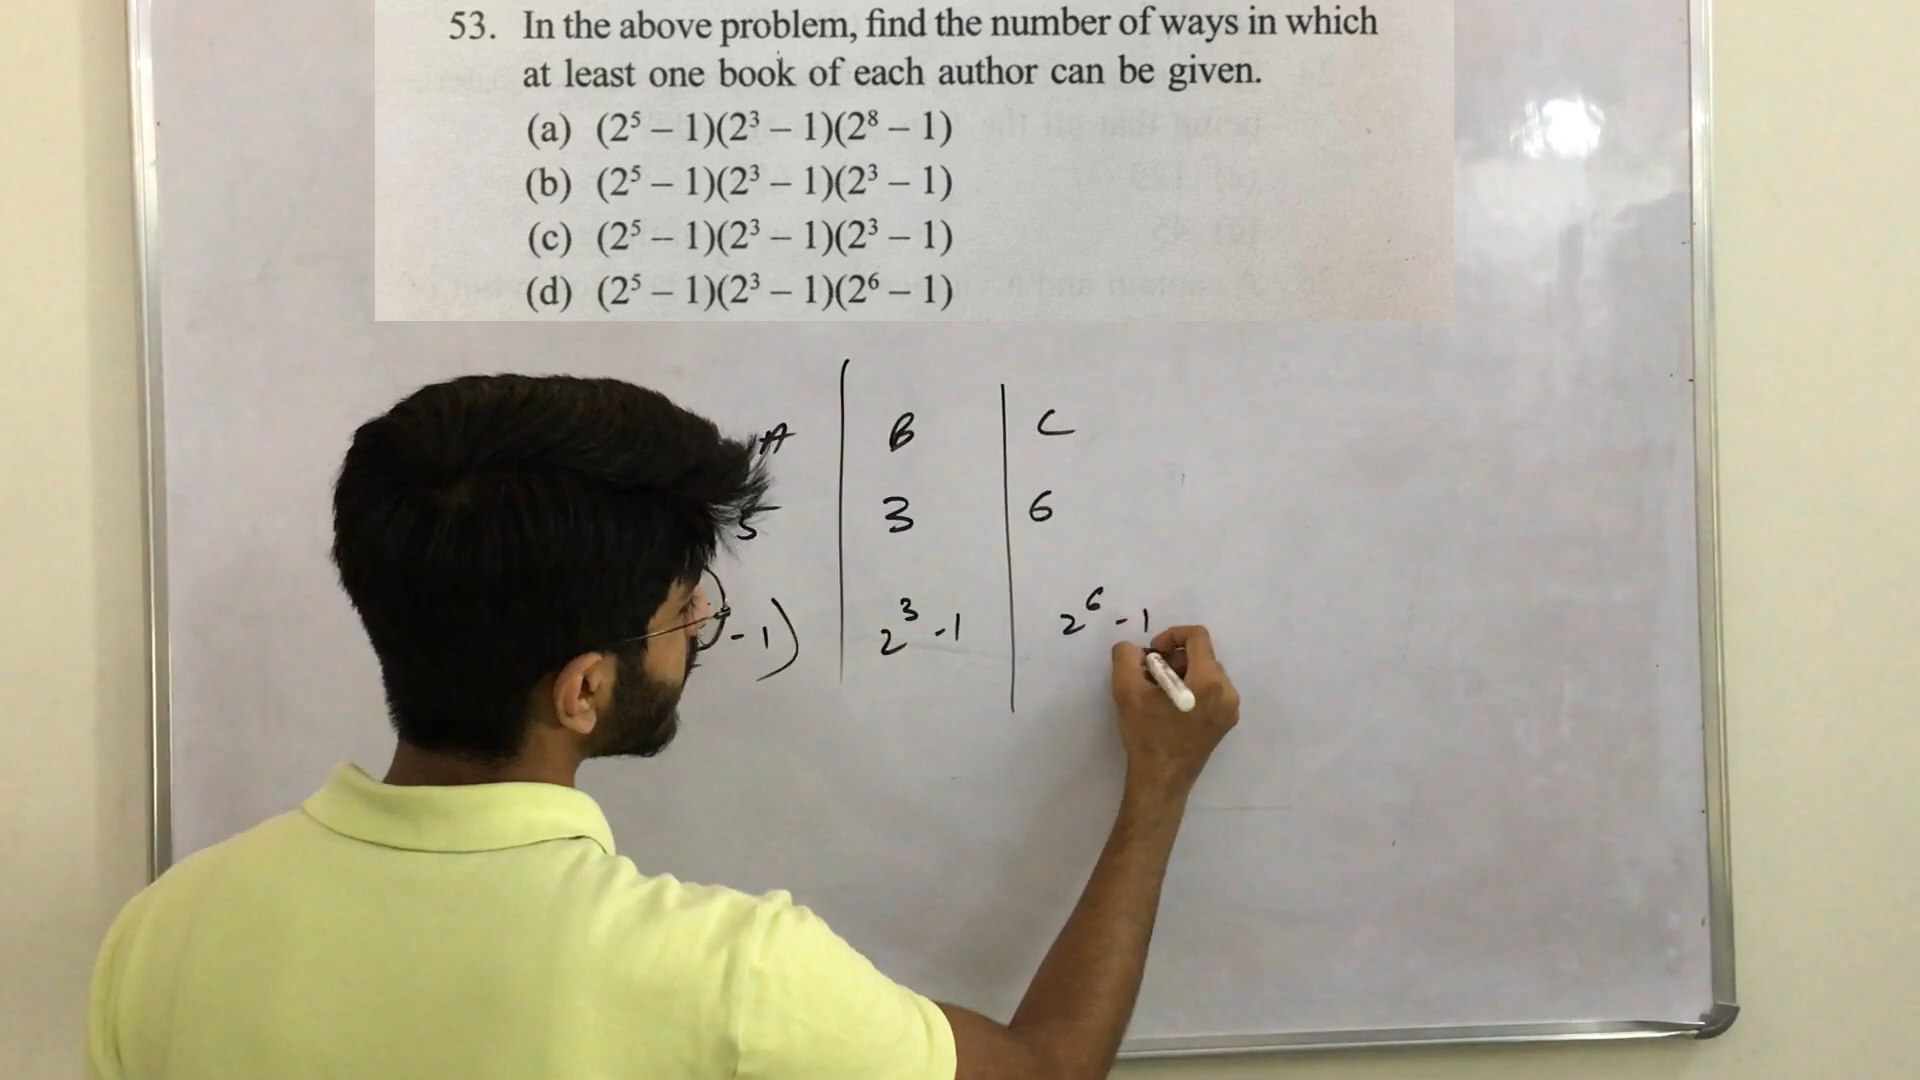 53. In the above problem, find the number of ways in which
at least one book of each author can be given.
(a) (2⁵ – 1)(2³ – 1)(2⁸ – 1)
(b) (2⁵ – 1)(2³ – 1)(2³ – 1)
(c) (2⁵ – 1)(2³ – 1)(2³ – 1)
(d) (2⁵ – 1)(2³ – 1)(2⁶ – 1)
A B C
5 3 6
-1) 2³-1 2⁶-1